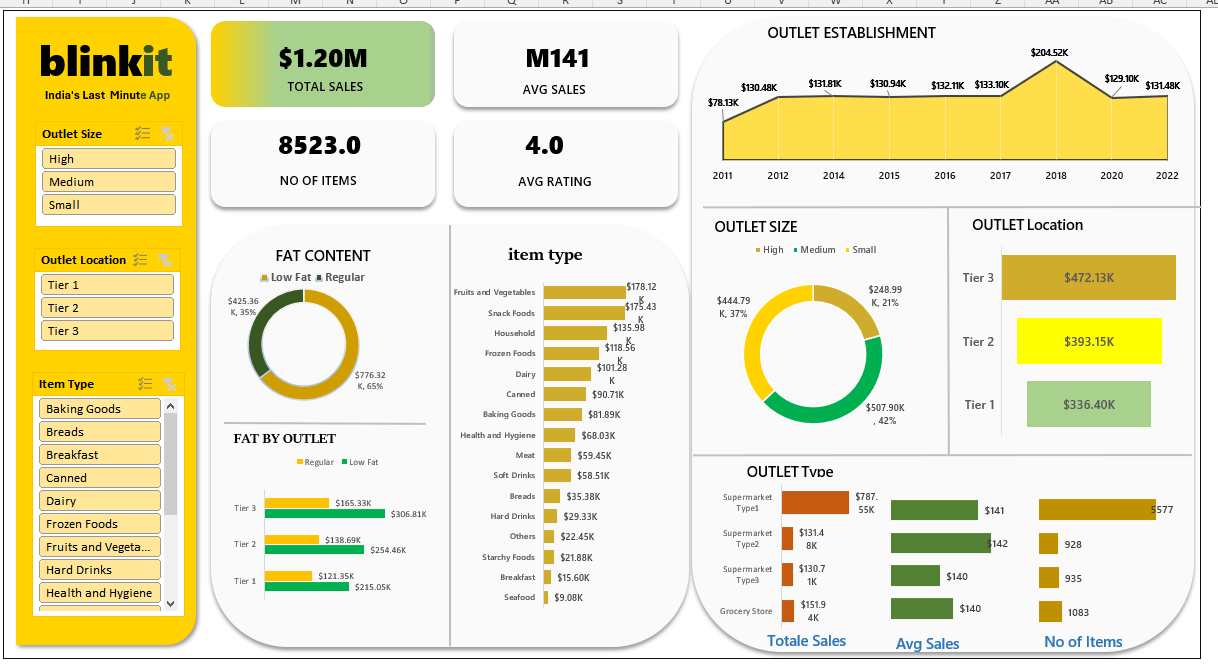 blinkit
India's Last Minute App
Outlet Size
High
Medium
Small
Outlet Location
Tier 1
Tier 2
Tier 3
Item Type
Baking Goods
Breads
Breakfast
Canned
Dairy
Frozen Foods
Fruits and Vegeta...
Hard Drinks
Health and Hygiene
$1.20M
TOTAL SALES
M141
AVG SALES
8523.0
NO OF ITEMS
4.0
AVG RATING
FAT CONTENT
Low Fat Regular
$425.36
K, 35%
$776.32
K, 65%
FAT BY OUTLET
Regular Low Fat
Tier 3 $165.33K
$306.81K
Tier 2 $138.69K
$254.46K
Tier 1 $121.35K
$215.05K
item type
Fruits and Vegetables $178.12
K
Snack Foods $175.43
K
Household $135.98
K
Frozen Foods $118.56
K
Dairy $101.28
K
Canned $90.71K
Baking Goods $81.89K
Health and Hygiene $68.03K
Meat $59.45K
Soft Drinks $58.51K
Breads $35.38K
Hard Drinks $29.33K
Others $22.45K
Starchy Foods $21.88K
Breakfast $15.60K
Seafood $9.08K
OUTLET ESTABLISHMENT
$78.13K $130.48K $131.81K $130.94K $132.11K $133.10K $204.52K $129.10K $131.48K
2011 2012 2014 2015 2016 2017 2018 2020 2022
OUTLET SIZE
High Medium Small
$444.79
K, 37%
$248.99
K, 21%
$507.90K
, 42%
OUTLET Location
Tier 3 $472.13K
Tier 2 $393.15K
Tier 1 $336.40K
OUTLET Type
Supermarket
Type1
$787.
55K
$141
5577
Supermarket
Type2
$131.4
8K
$142
928
Supermarket
Type3
$130.7
1K
$140
935
Grocery Store
$151.9
4K
$140
1083
Totale Sales Avg Sales No of Items